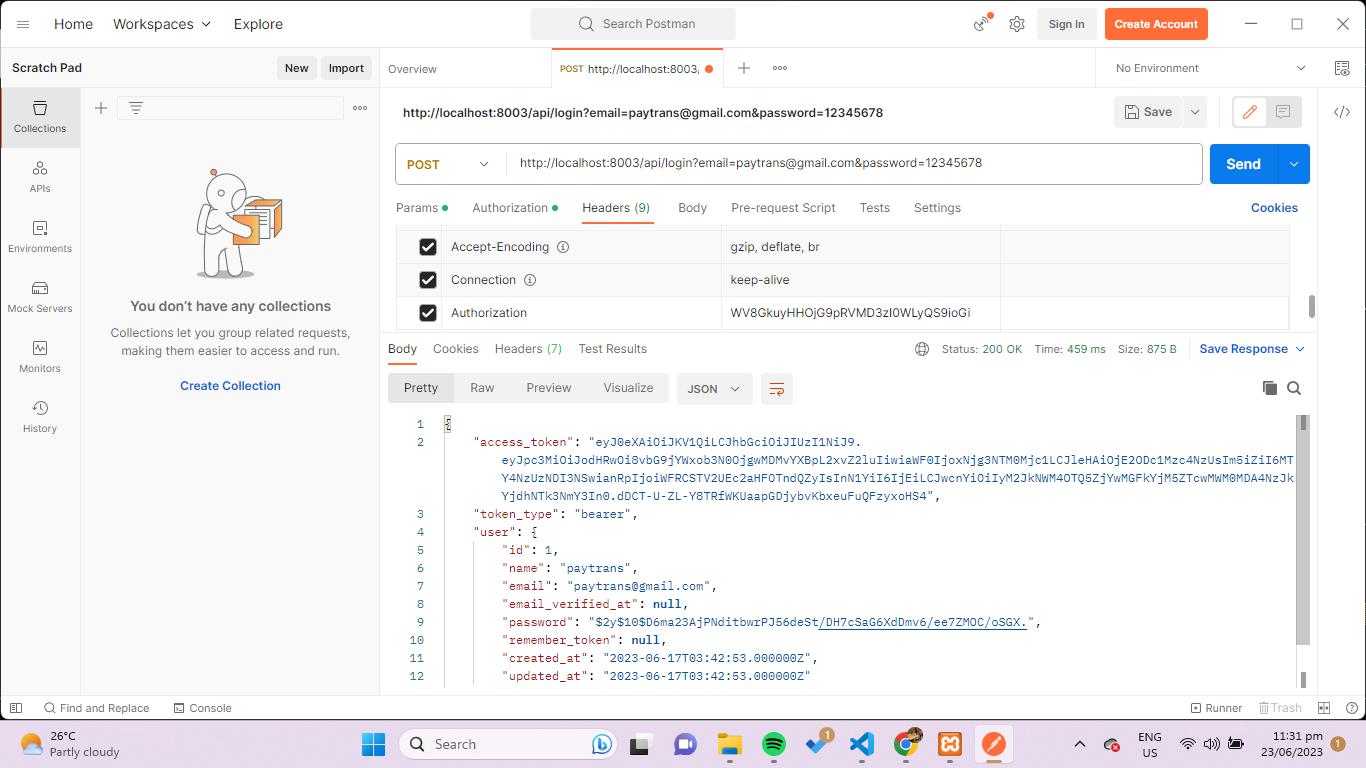 Home
Workspaces
Explore
Search Postman
Sign In
Create Account
Scratch Pad
New
Import
Overview
POST http://localhost:8003,
No Environment
Collections
APIs
Environments
Mock Servers
Monitors
History
You don't have any collections
Collections let you group related requests,
making them easier to access and run.
Create Collection
http://localhost:8003/api/login?email=paytrans@gmail.com&password=12345678
Save
POST
http://localhost:8003/api/login?email=paytrans@gmail.com&password=12345678
Send
Params
Authorization
Headers (9)
Body
Pre-request Script
Tests
Settings
Cookies
Accept-Encoding
gzip, deflate, br
Connection
keep-alive
Authorization
WV8GkuyHHOjG9pRVMD3zI0WLyQS9ioGi
Body
Cookies
Headers (7)
Test Results
Status: 200 OK
Time: 459 ms
Size: 875 B
Save Response
Pretty
Raw
Preview
Visualize
JSON
1 {
2 "access_token": "eyJ0eXAiOiJKV1QiLCJhbGciOiJIUzI1NiJ9.
eyJpc3MiOiJodHRwOi8vbG9jYWxob3N0OjgwMDMvYXBpL2xvZ2luIiwiaWF0IjoxNjg3NTM0Mjc1LCJleHAiOjE2ODc1Mzc4NzUsIm5iZiI6MT
Y4NzUzNDI3NSwianRpIjoiWFRCSTV2UEc2aHFOTndQZyIsInN1YiI6IjEiLCJwcnYiOiIyM2JkNWM4OTQ5ZjYwMGFkYjM5ZTcwMWM0MDA4NzJk
YjdhNTk3NmY3In0.dDCT-U-ZL-Y8TRfWKUaapGDjybvKbxeuFuQFzyxoHS4",
3 "token_type": "bearer",
4 "user": {
5 "id": 1,
6 "name": "paytrans",
7 "email": "paytrans@gmail.com",
8 "email_verified_at": null,
9 "password": "$2y$10$D6ma23AjPNditbwrPJ56deSt/DH7cSaG6XdDmv6/ee7ZMOC/oSGX.",
10 "remember_token": null,
11 "created_at": "2023-06-17T03:42:53.000000Z",
12 "updated_at": "2023-06-17T03:42:53.000000Z"
Find and Replace
Console
Runner
Trash
26°C
Partly cloudy
Search
1
ENG
US
11:31 pm
23/06/2023
1